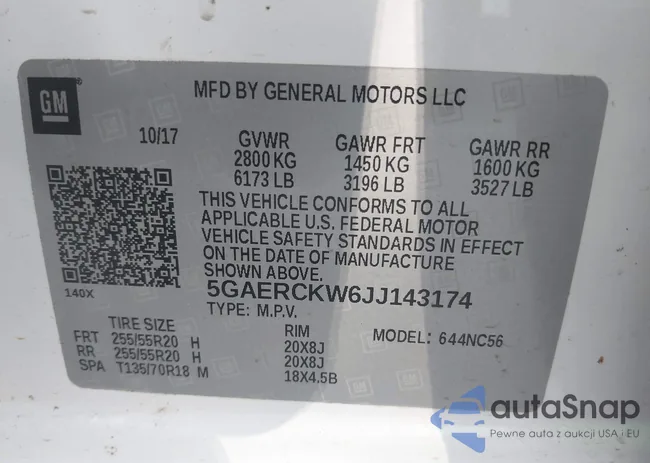 GM
MFD BY GENERAL MOTORS LLC
10/17 GVWR GAWR FRT GAWR RR
2800 KG 1450 KG 1600 KG
6173 LB 3196 LB 3527 LB
THIS VEHICLE CONFORMS TO ALL
APPLICABLE U.S. FEDERAL MOTOR
VEHICLE SAFETY STANDARDS IN EFFECT
ON THE DATE OF MANUFACTURE
SHOWN ABOVE.
140X
5GAERCKW6JJ143174
TYPE: M.P.V. MODEL: 644NC56
TIRE SIZE RIM
FRT 255/55R20 H 20X8J
RR 255/55R20 H 20X8J
SPA T135/70R18 M 18X4.5B
autaSnap
Pewne auta z aukcji USA i EU